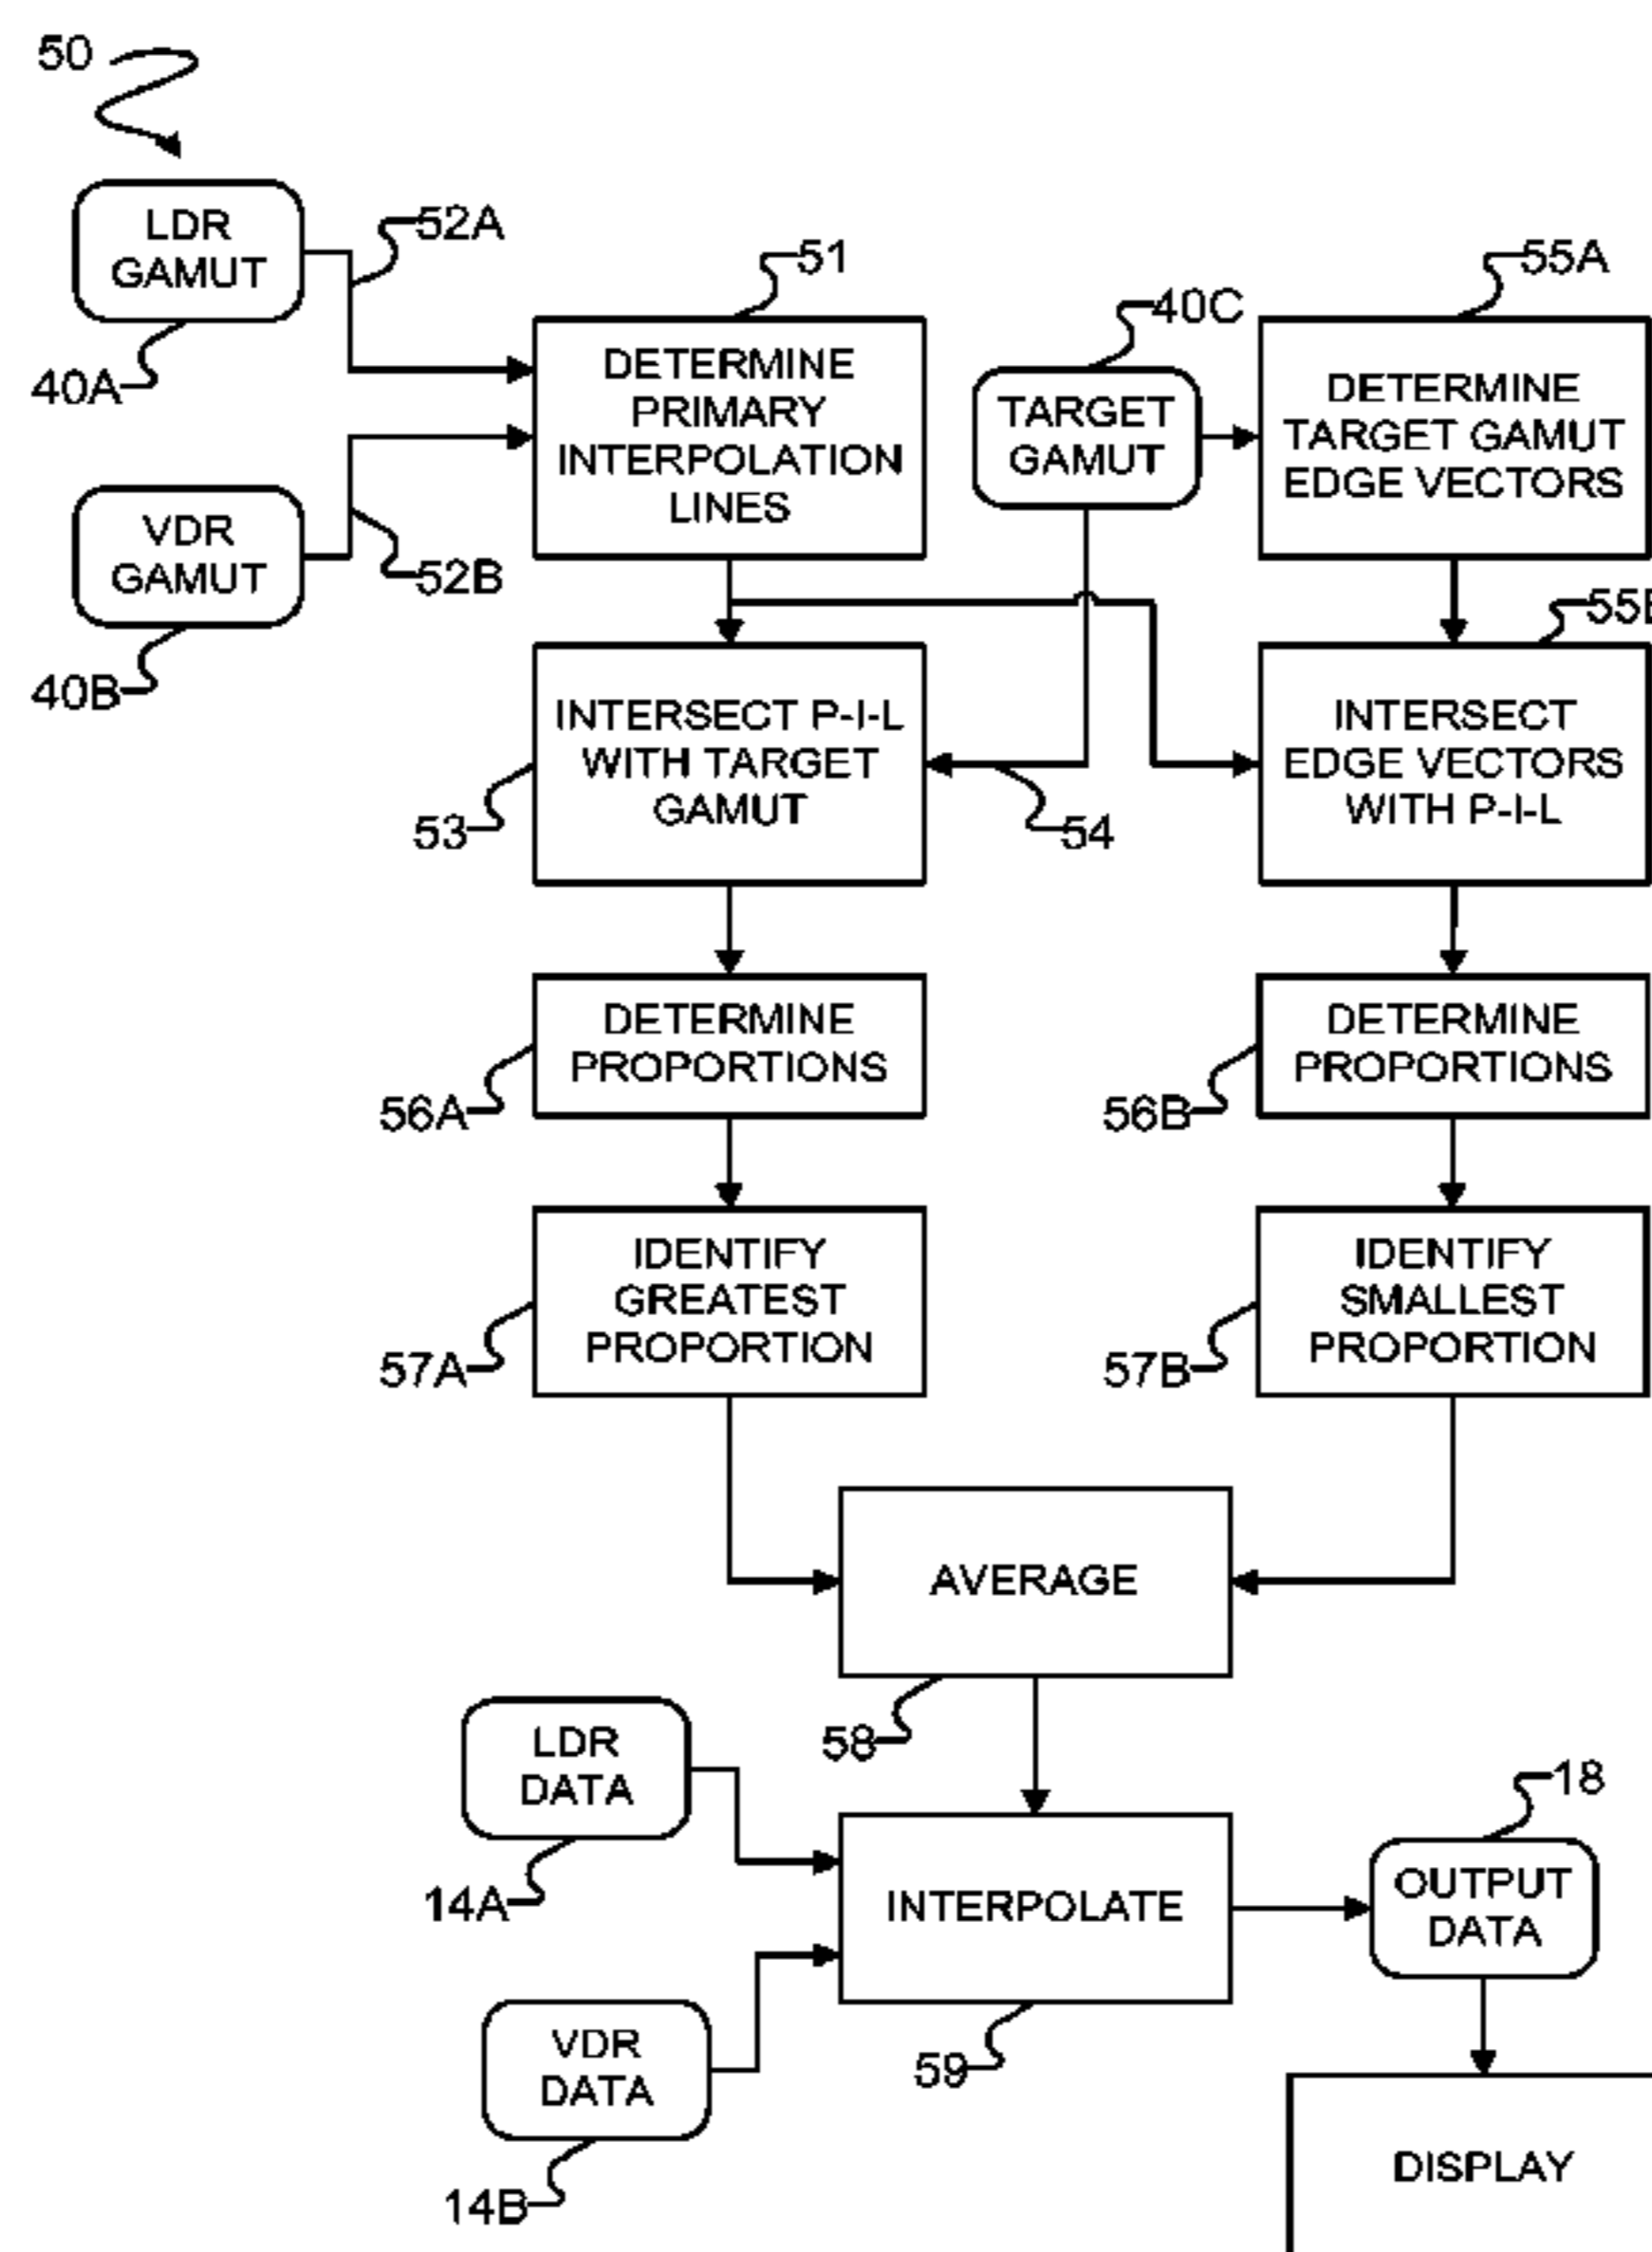 50
LDR
GAMUT
52A
51
55A
40C
40A
DETERMINE
PRIMARY
INTERPOLATION
LINES
TARGET
GAMUT
DETERMINE
TARGET GAMUT
EDGE VECTORS
VDR
GAMUT
52B
40B
INTERSECT P-I-L
WITH TARGET
GAMUT
INTERSECT
EDGE VECTORS
WITH P-I-L
53
54
DETERMINE
PROPORTIONS
DETERMINE
PROPORTIONS
56A
56B
IDENTIFY
GREATEST
PROPORTION
IDENTIFY
SMALLEST
PROPORTION
57A
57B
AVERAGE
58
LDR
DATA
14A
18
INTERPOLATE
OUTPUT
DATA
VDR
DATA
59
14B
DISPLAY